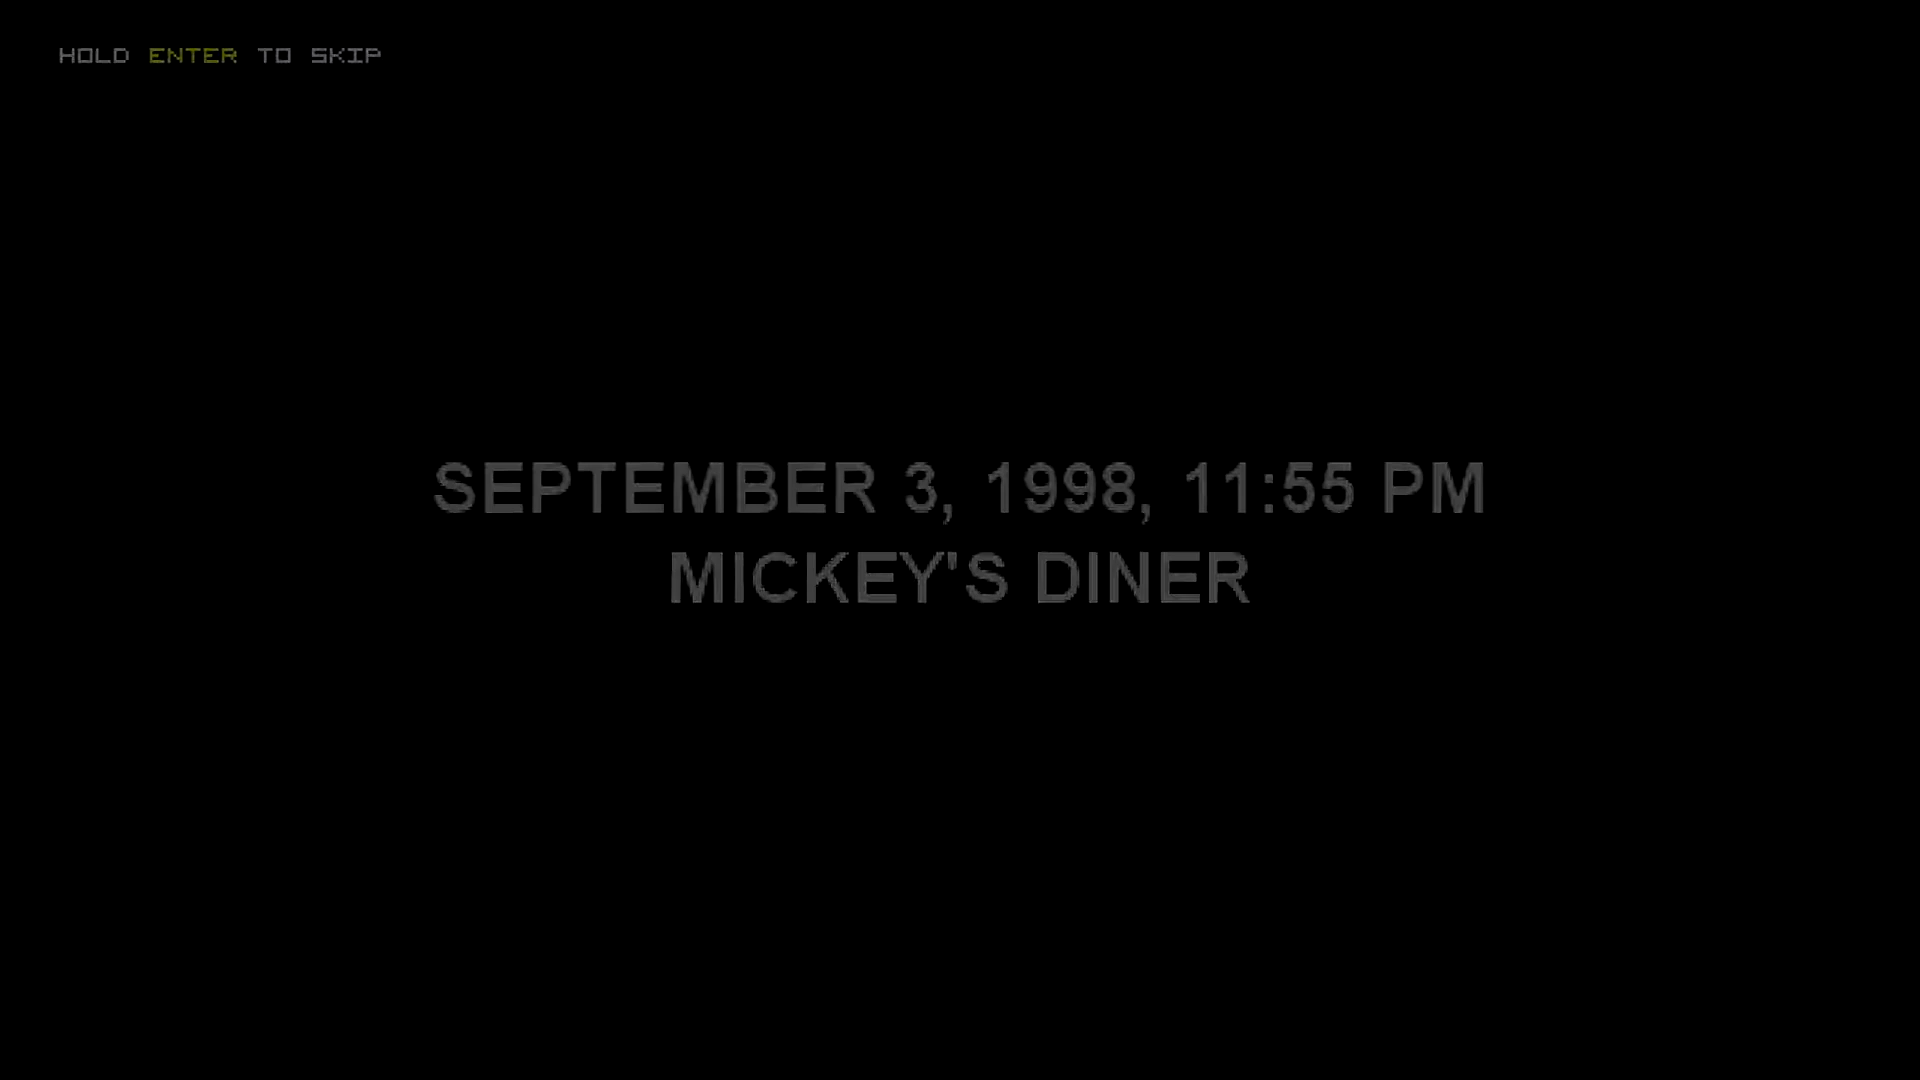 HOLD ENTER TO SKIP
SEPTEMBER 3, 1998, 11:55 PM
MICKEY'S DINER